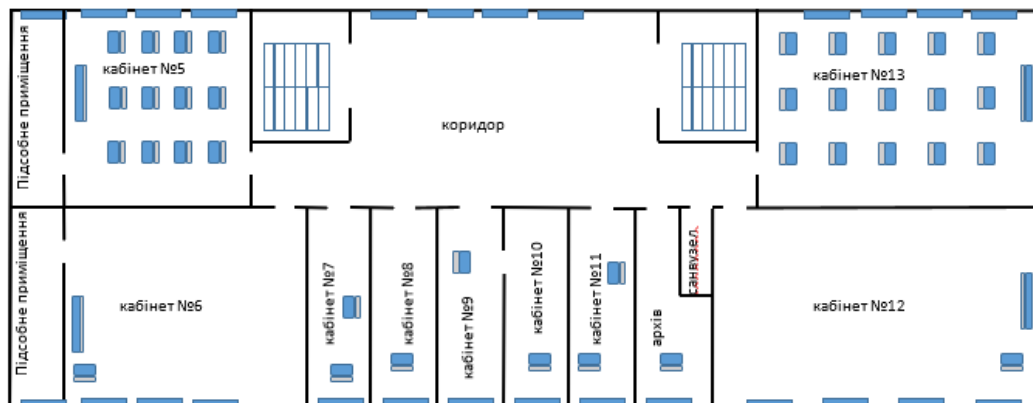 Підсобне приміщення
кабінет №5
коридор
кабінет №13
Підсобне приміщення
кабінет №6
кабінет №7
кабінет №8
кабінет №9
кабінет №10
кабінет №11
архів
санвузел
кабінет №12